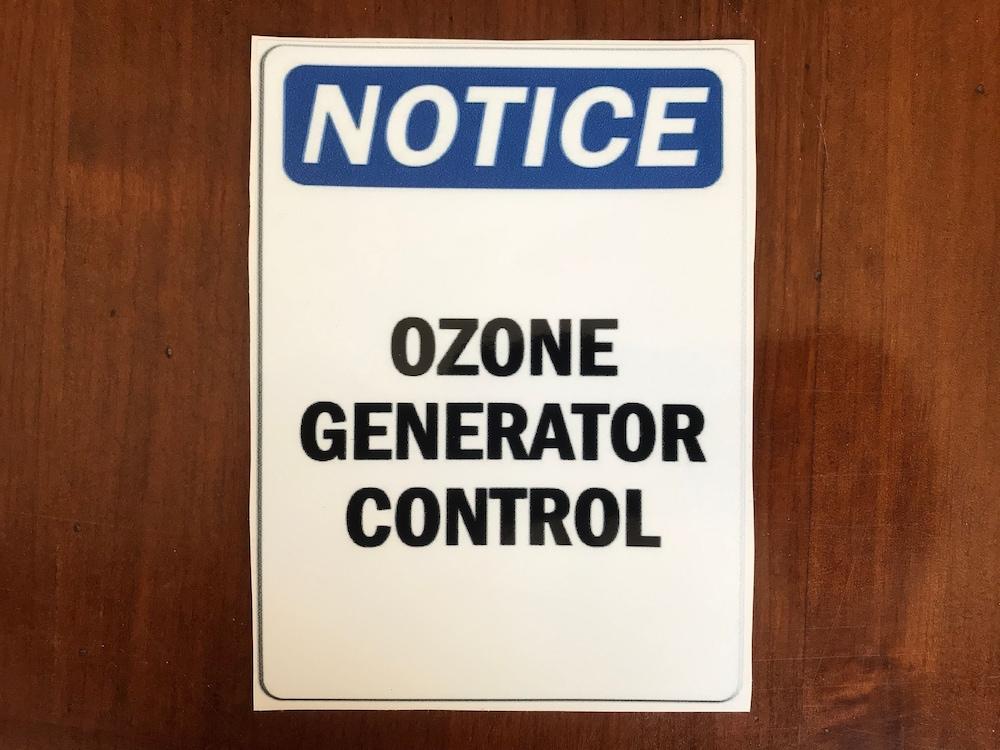 NOTICE
OZONE
GENERATOR
CONTROL